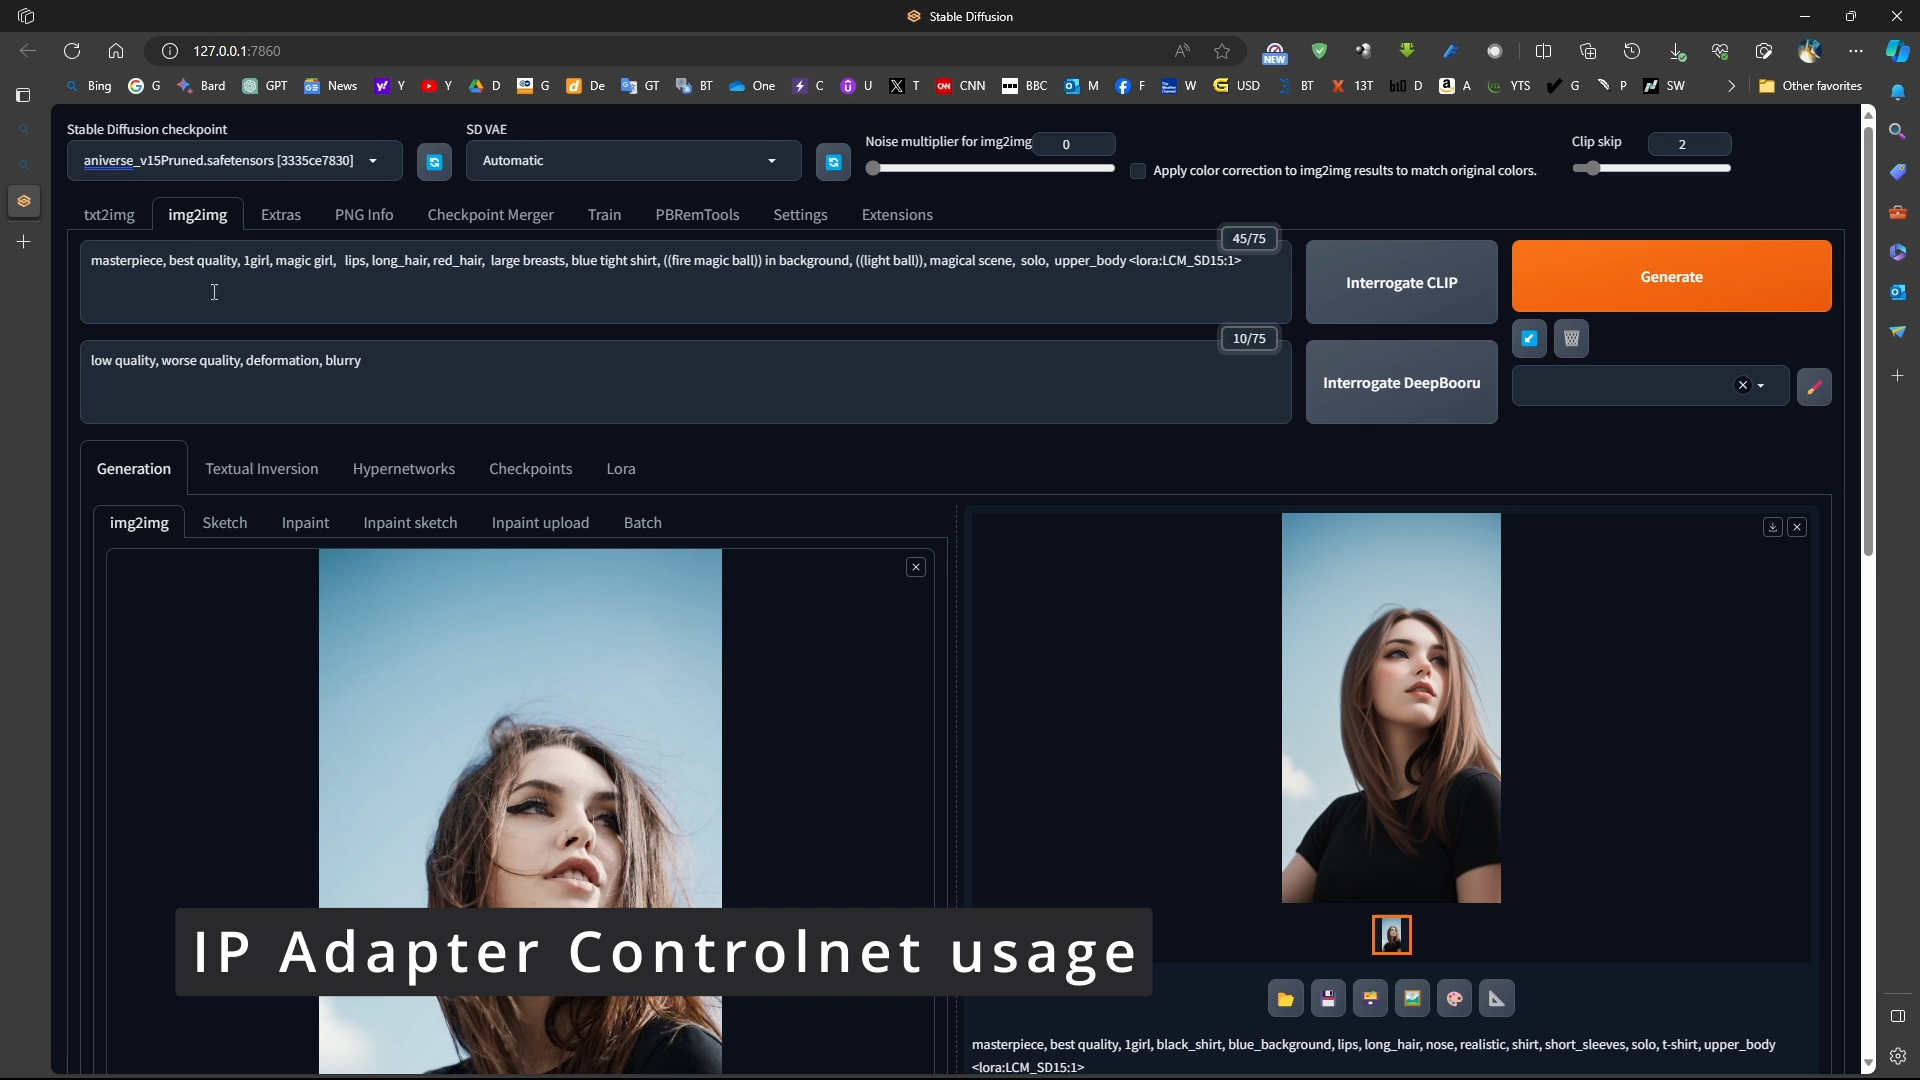 Stable Diffusion
127.0.0.1:7860
NEW
Bing G Bard GPT News Y Y D G De GT BT One C U T CNN BBC M F W USD BT 13T btD D A YTS G P SW Other favorites
Stable Diffusion checkpoint
SD VAE
Noise multiplier for img2img
0
Clip skip
2
aniverse_v15Pruned.safetensors [3335ce7830]
Automatic
Apply color correction to img2img results to match original colors.
txt2img img2img Extras PNG Info Checkpoint Merger Train PBRemTools Settings Extensions
45/75
masterpiece, best quality, 1girl, magic girl, lips, long_hair, red_hair, large breasts, blue tight shirt, ((fire magic ball)) in background, ((light ball)), magical scene, solo, upper_body <lora:LCM_SD15:1>
Interrogate CLIP
Generate
10/75
low quality, worse quality, deformation, blurry
Interrogate DeepBooru
Generation Textual Inversion Hypernetworks Checkpoints Lora
img2img Sketch Inpaint Inpaint sketch Inpaint upload Batch
IP Adapter Controlnet usage
masterpiece, best quality, 1girl, black_shirt, blue_background, lips, long_hair, nose, realistic, shirt, short_sleeves, solo, t-shirt, upper_body
<lora:LCM_SD15:1>